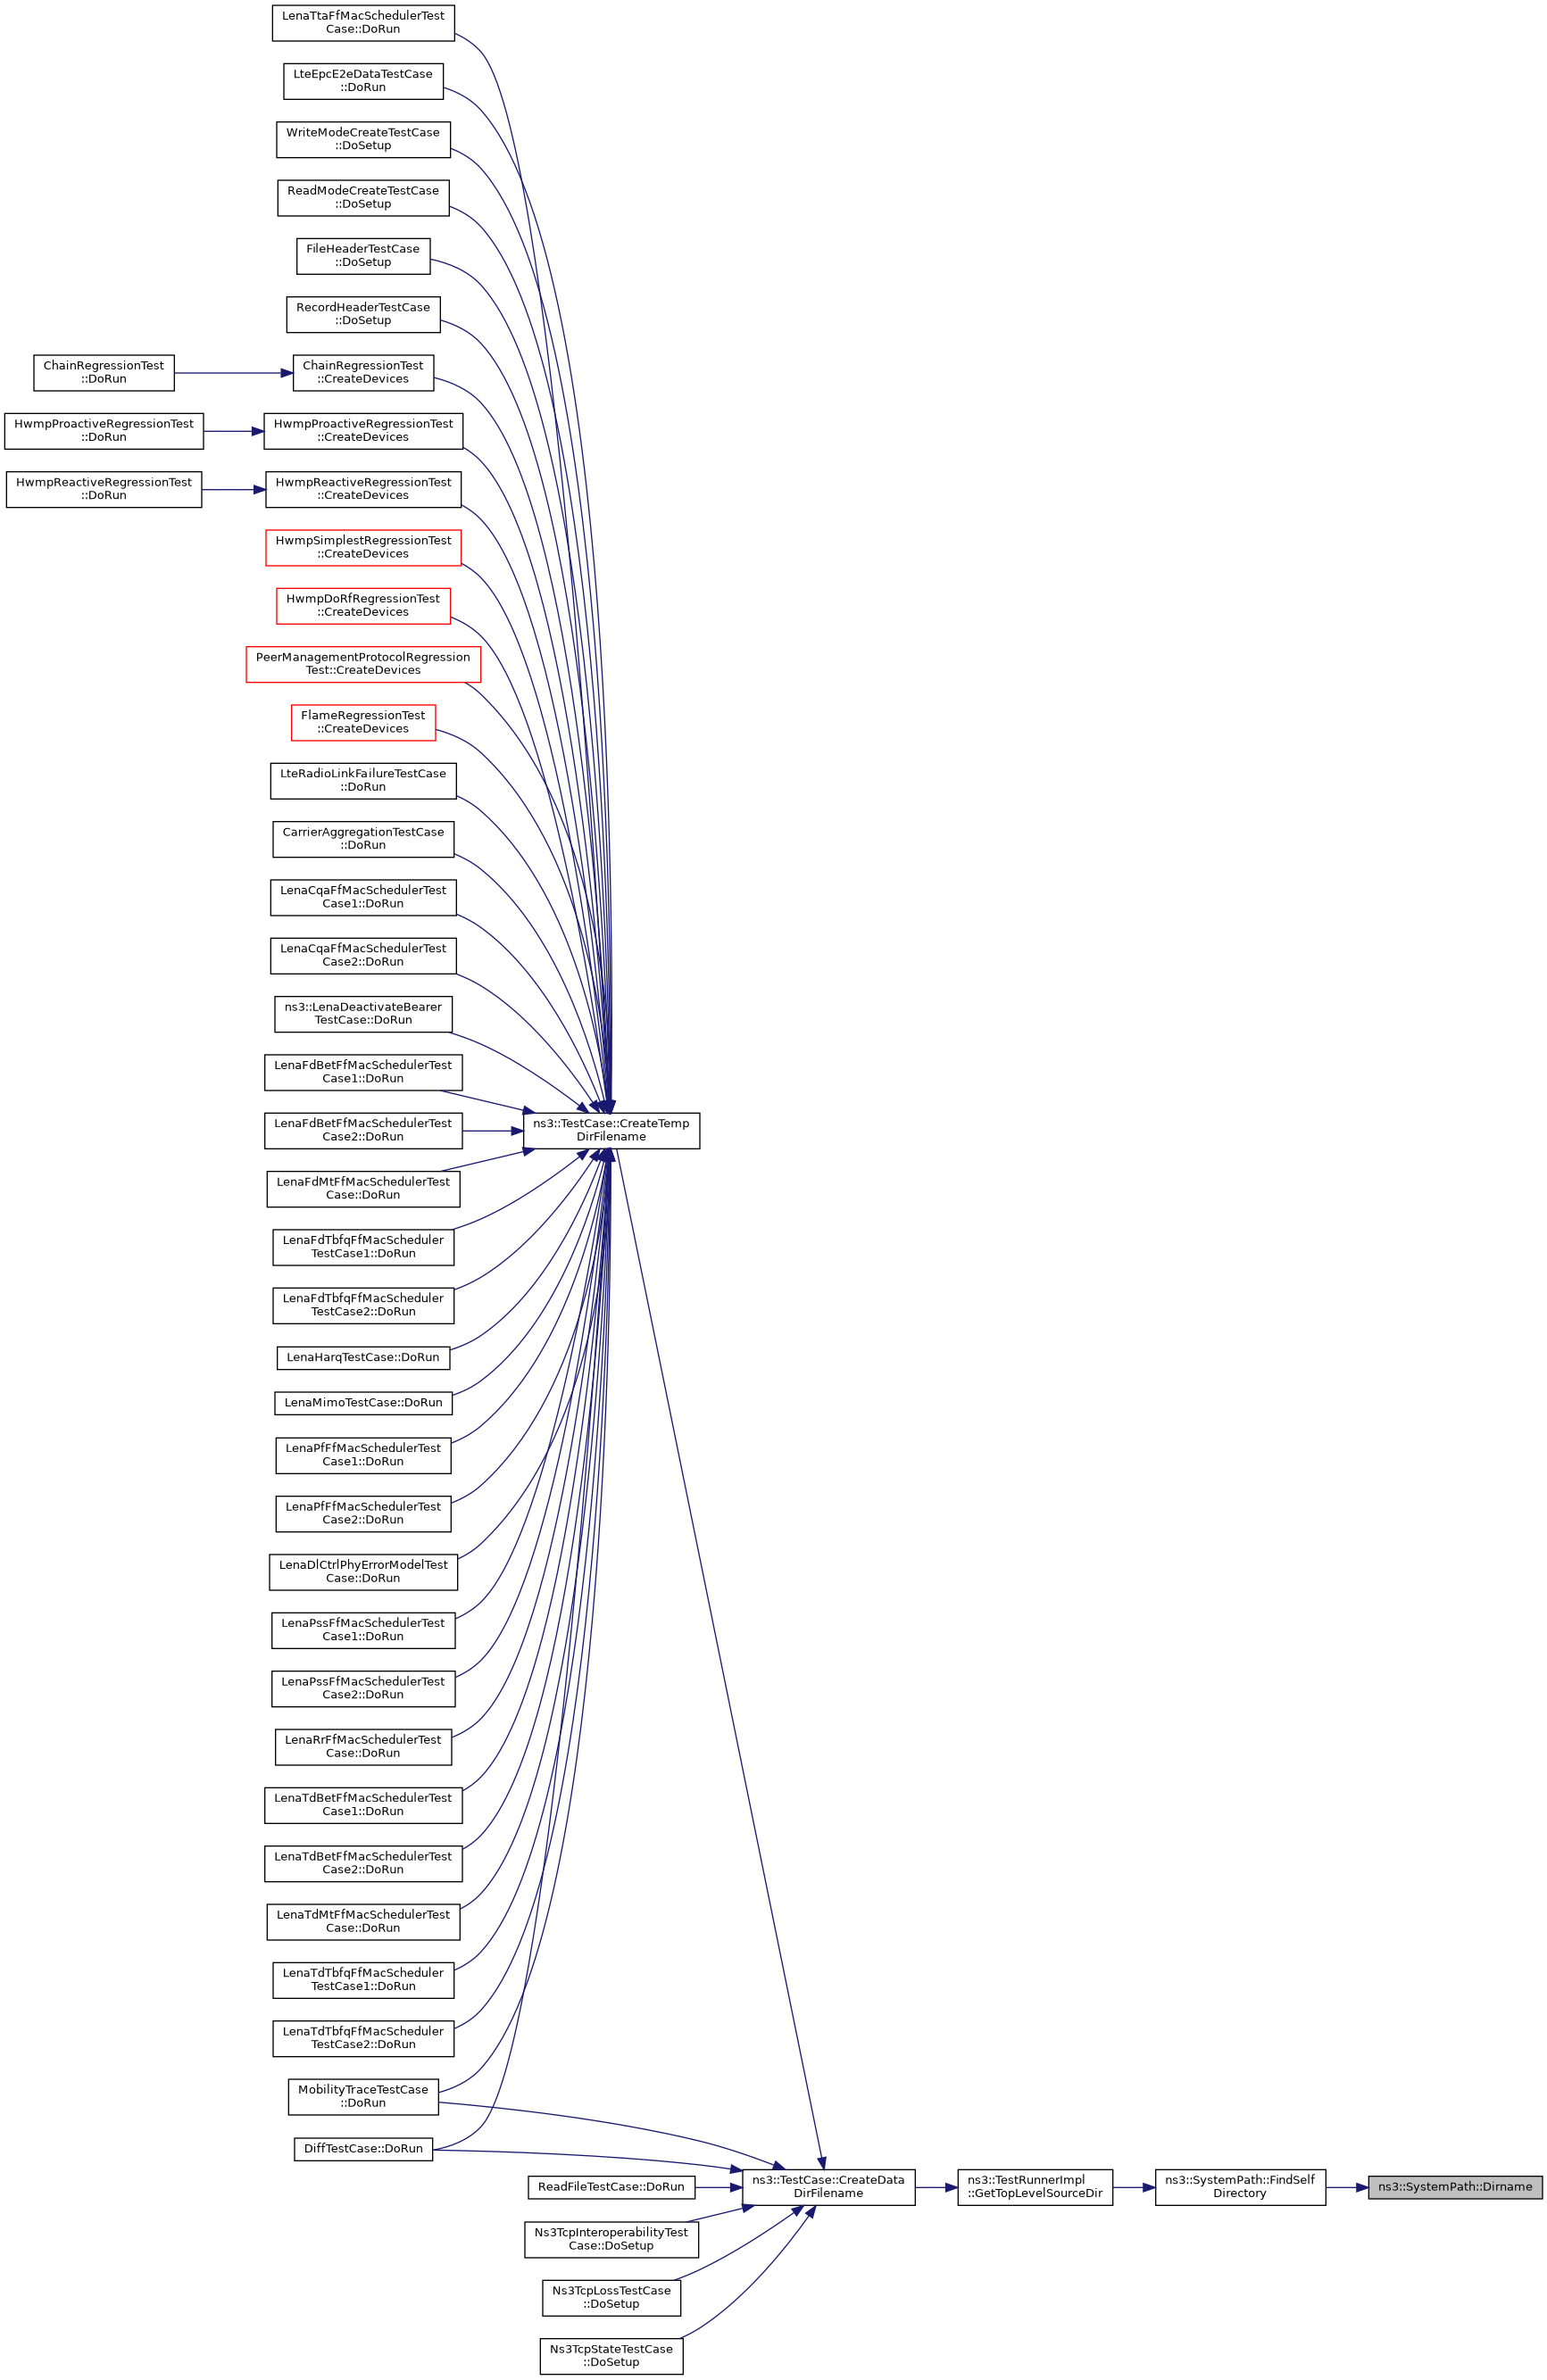 LenaTtaFfMacSchedulerTest
Case::DoRun
LteEpcE2eDataTestCase
::DoRun
WriteModeCreateTestCase
::DoSetup
ReadModeCreateTestCase
::DoSetup
FileHeaderTestCase
::DoSetup
RecordHeaderTestCase
::DoSetup
ChainRegressionTest
::DoRun
ChainRegressionTest
::CreateDevices
HwmpProactiveRegressionTest
::DoRun
HwmpProactiveRegressionTest
::CreateDevices
HwmpReactiveRegressionTest
::DoRun
HwmpReactiveRegressionTest
::CreateDevices
HwmpSimplestRegressionTest
::CreateDevices
HwmpDoRfRegressionTest
::CreateDevices
PeerManagementProtocolRegression
Test::CreateDevices
FlameRegressionTest
::CreateDevices
LteRadioLinkFailureTestCase
::DoRun
CarrierAggregationTestCase
::DoRun
LenaCqaFfMacSchedulerTest
Case1::DoRun
LenaCqaFfMacSchedulerTest
Case2::DoRun
ns3::LenaDeactivateBearer
TestCase::DoRun
LenaFdBetFfMacSchedulerTest
Case1::DoRun
ns3::TestCase::CreateTemp
DirFilename
LenaFdBetFfMacSchedulerTest
Case2::DoRun
LenaFdMtFfMacSchedulerTest
Case::DoRun
LenaFdTbfqFfMacScheduler
TestCase1::DoRun
LenaFdTbfqFfMacScheduler
TestCase2::DoRun
LenaHarqTestCase::DoRun
LenaMimoTestCase::DoRun
LenaPfFfMacSchedulerTest
Case1::DoRun
LenaPfFfMacSchedulerTest
Case2::DoRun
LenaDlCtrlPhyErrorModelTest
Case::DoRun
LenaPssFfMacSchedulerTest
Case1::DoRun
LenaPssFfMacSchedulerTest
Case2::DoRun
LenaRrFfMacSchedulerTest
Case::DoRun
LenaTdBetFfMacSchedulerTest
Case1::DoRun
LenaTdBetFfMacSchedulerTest
Case2::DoRun
LenaTdMtFfMacSchedulerTest
Case::DoRun
LenaTdTbfqFfMacScheduler
TestCase1::DoRun
LenaTdTbfqFfMacScheduler
TestCase2::DoRun
MobilityTraceTestCase
::DoRun
DiffTestCase::DoRun
ReadFileTestCase::DoRun
ns3::TestCase::CreateData
DirFilename
ns3::TestRunnerImpl
::GetTopLevelSourceDir
ns3::SystemPath::FindSelf
Directory
ns3::SystemPath::Dirname
Ns3TcpInteroperabilityTest
Case::DoSetup
Ns3TcpLossTestCase
::DoSetup
Ns3TcpStateTestCase
::DoSetup